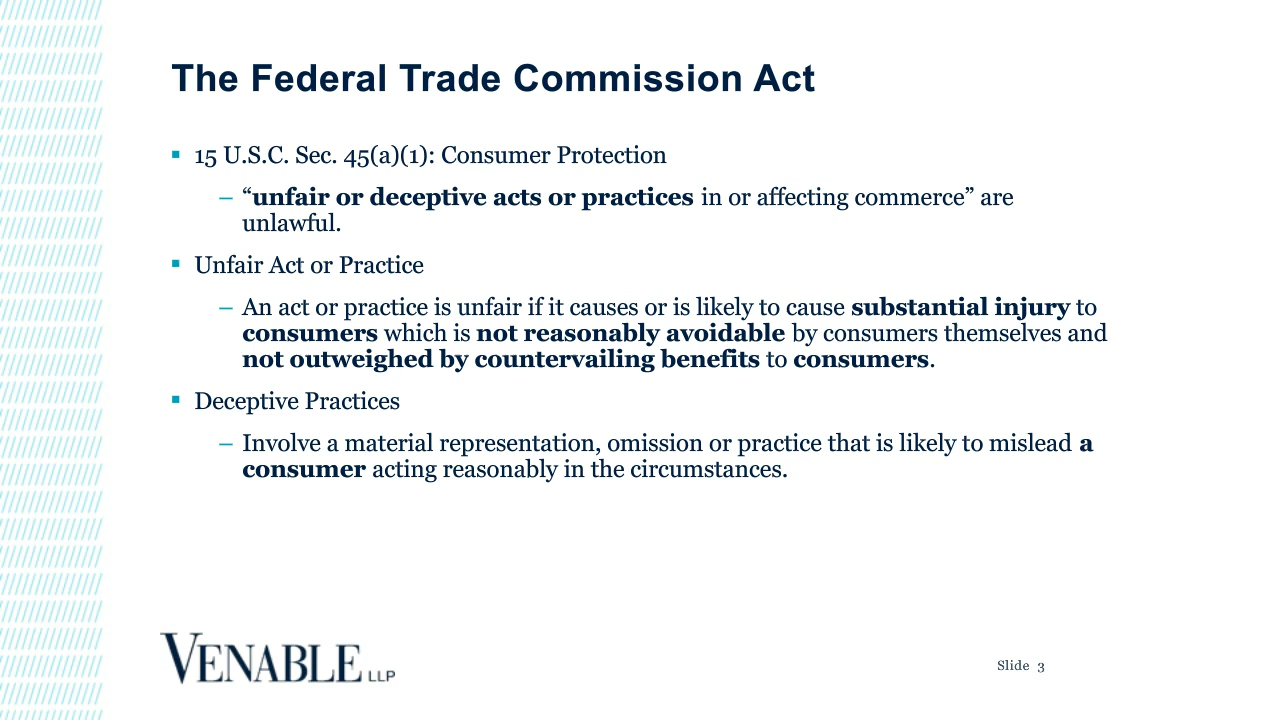 The Federal Trade Commission Act
▪ 15 U.S.C. Sec. 45(a)(1): Consumer Protection
– “unfair or deceptive acts or practices in or affecting commerce” are
unlawful.
▪ Unfair Act or Practice
– An act or practice is unfair if it causes or is likely to cause substantial injury to
consumers which is not reasonably avoidable by consumers themselves and
not outweighed by countervailing benefits to consumers.
▪ Deceptive Practices
– Involve a material representation, omission or practice that is likely to mislead a
consumer acting reasonably in the circumstances.
VENABLE LLP
Slide 3